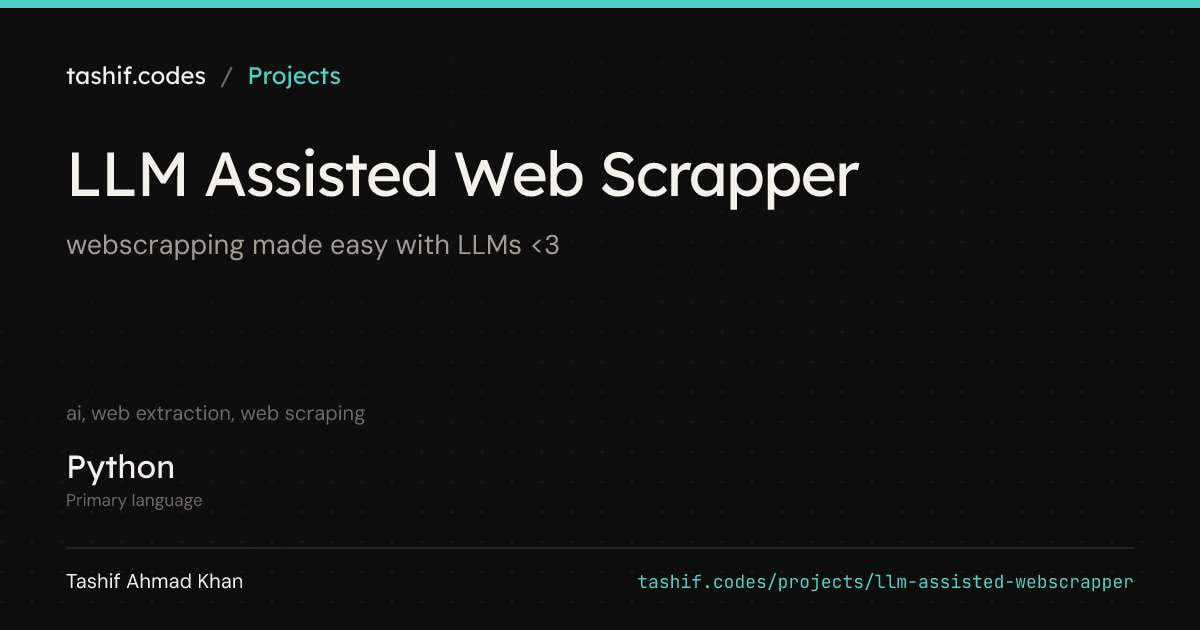 tashif.codes / Projects
LLM Assisted Web Scrapper
webscrapping made easy with LLMs <3
ai, web extraction, web scraping
Python
Primary language
Tashif Ahmad Khan
tashif.codes/projects/llm-assisted-webscrapper